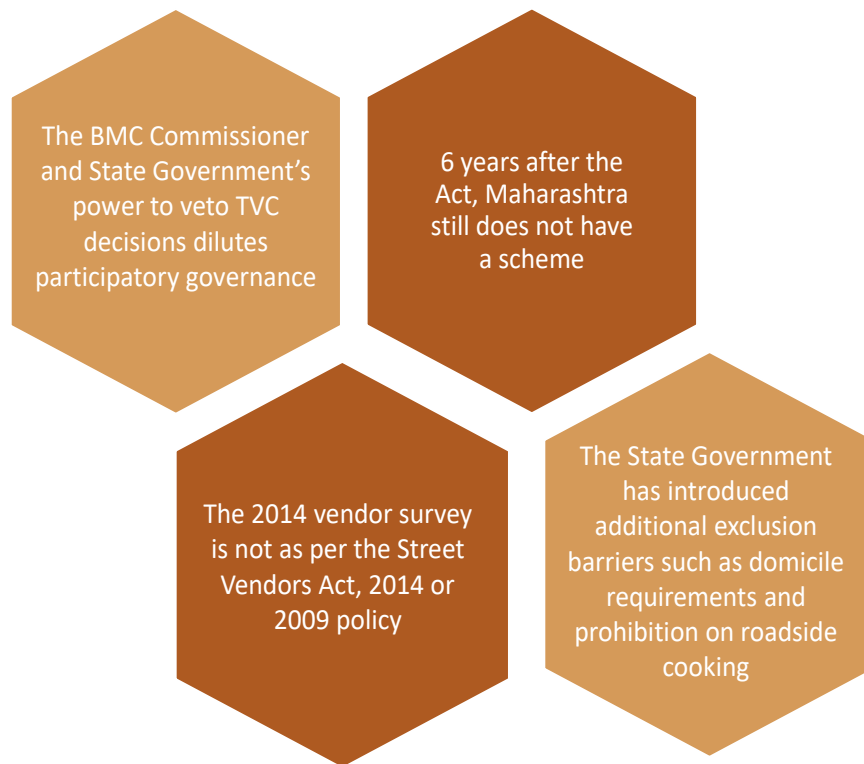 The BMC Commissioner
and State Government’s
power to veto TVC
decisions dilutes
participatory governance
6 years after the
Act, Maharashtra
still does not have
a scheme
The 2014 vendor survey
is not as per the Street
Vendors Act, 2014 or
2009 policy
The State Government
has introduced
additional exclusion
barriers such as domicile
requirements and
prohibition on roadside
cooking